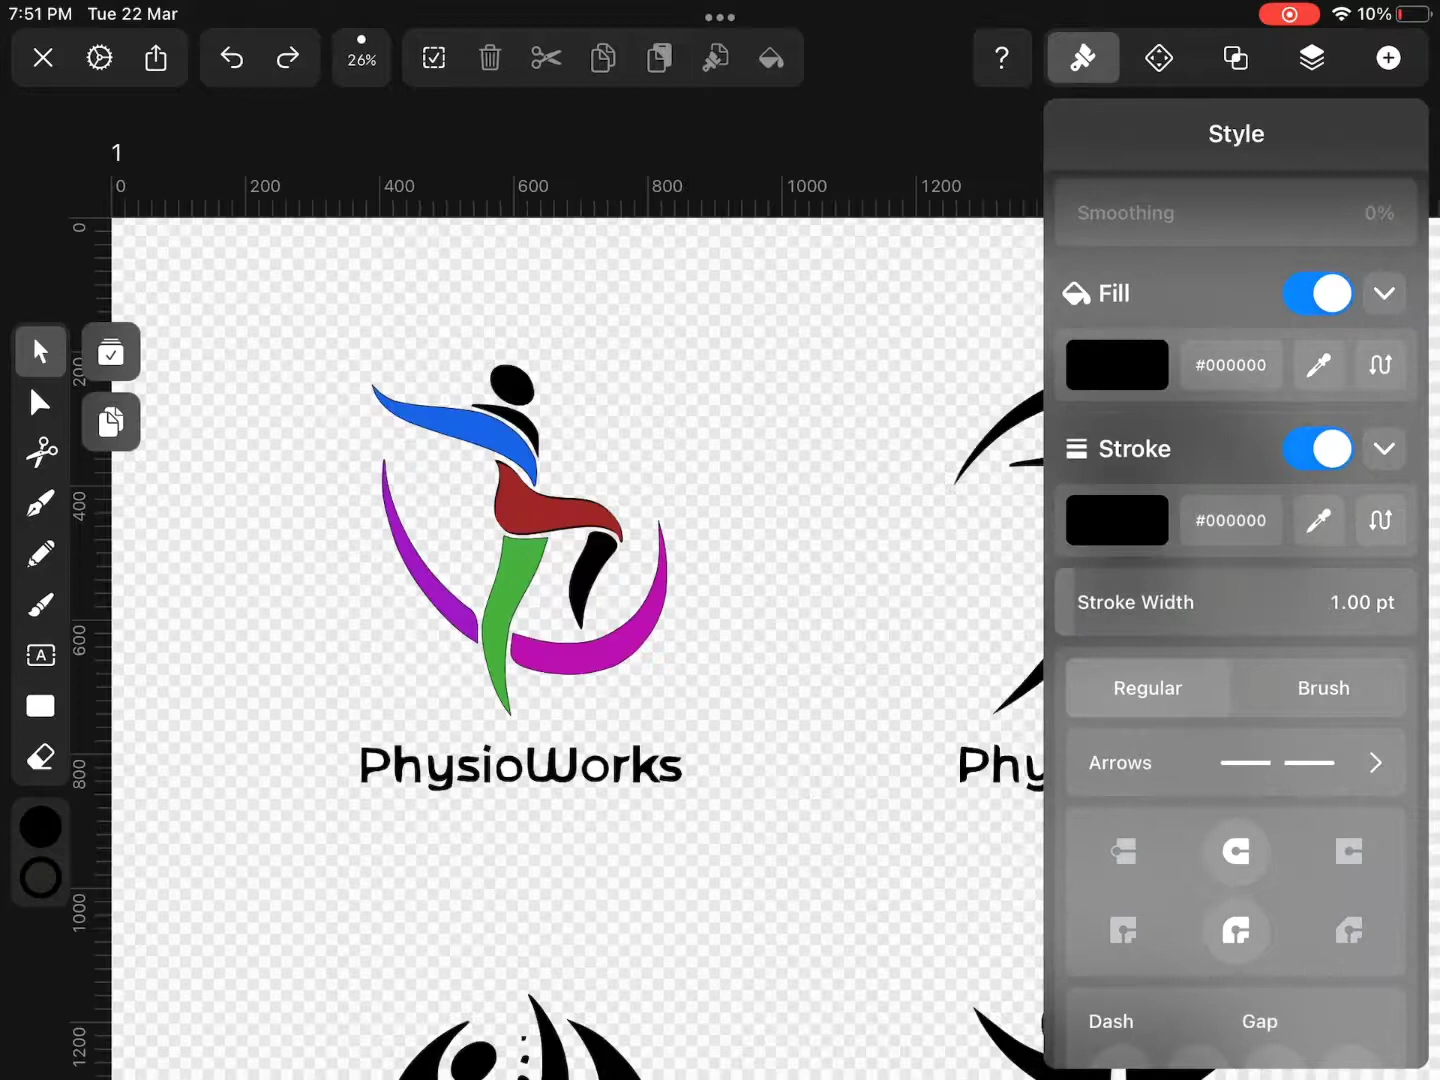 7:51 PM Tue 22 Mar
10%
26%
?
Style
1
0 200 400 600 800 1000 1200
Smoothing 0%
0
Fill
200
#000000
400
Stroke
#000000
600
Stroke Width 1.00 pt
A
Regular Brush
PhysioWorks
Phy
Arrows
800
1000
Dash Gap
1200